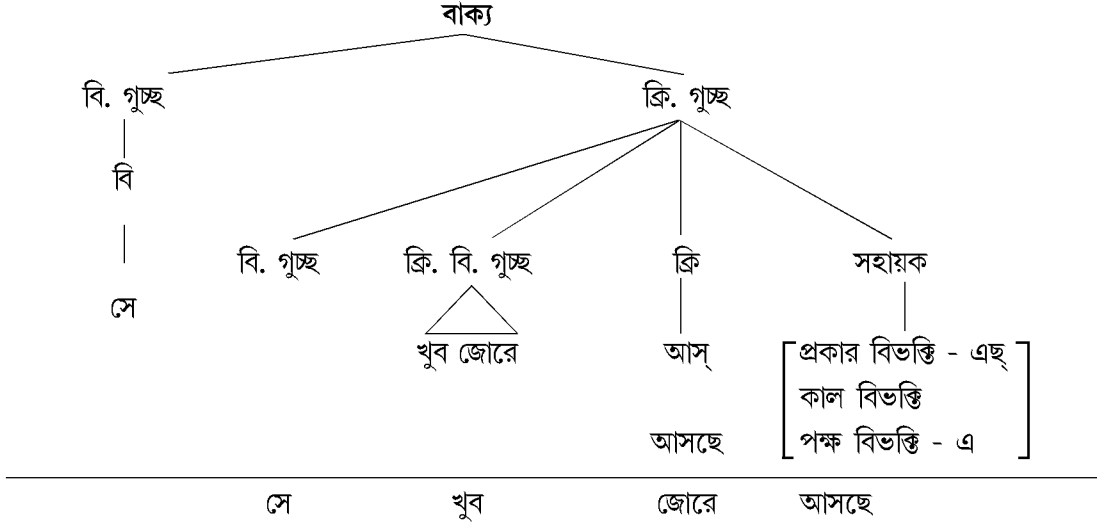 বাক্য
বি. গুচ্ছ ক্রি. গুচ্ছ
বি
বি. গুচ্ছ ক্রি. বি. গুচ্ছ ক্রি সহায়ক
সে
খুব জোরে আস্ প্রকার বিভক্তি - এছ্
কাল বিভক্তি
আসছে পক্ষ বিভক্তি - এ
সে খুব জোরে আসছে